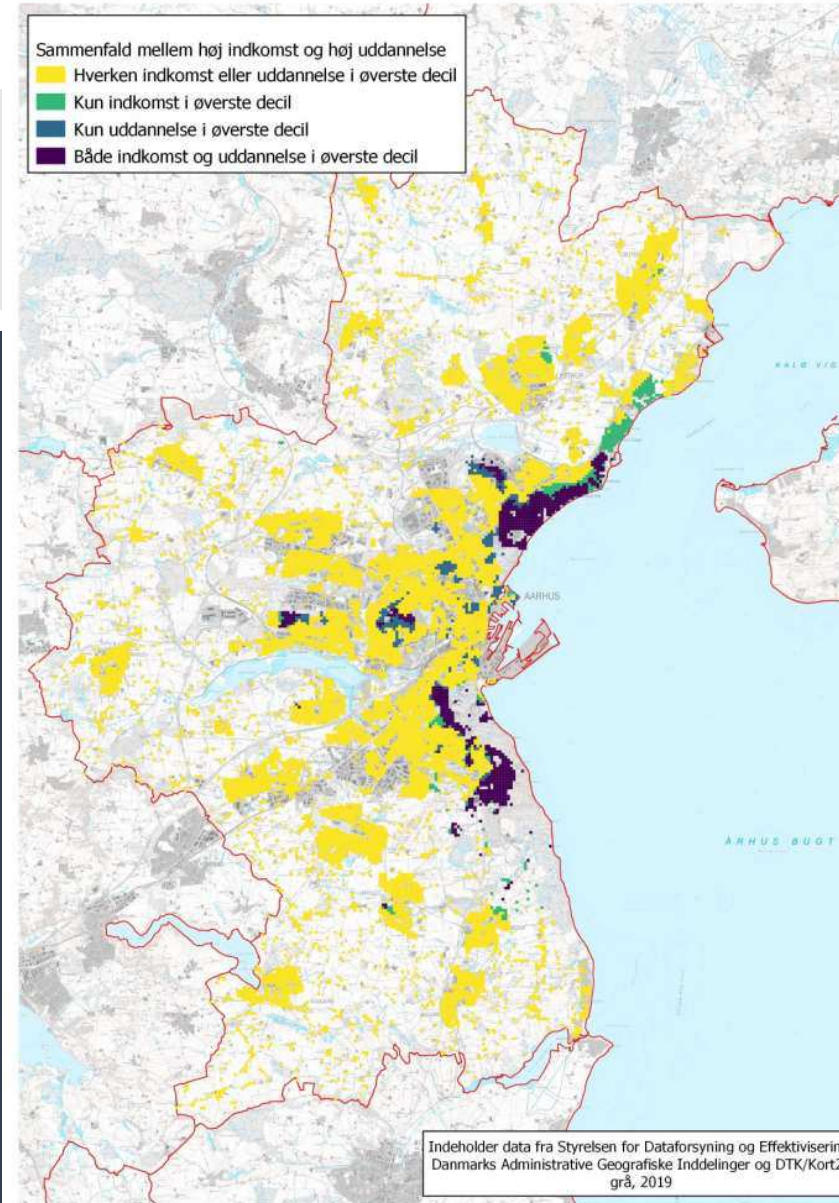 Sammenfald mellem høj indkomst og høj uddannelse
Hverken indkomst eller uddannelse i øverste decil
Kun indkomst i øverste decil
Kun uddannelse i øverste decil
Både indkomst og uddannelse i øverste decil
KALØ VIG
AARHUS
ÅRHUS BUGT
Indeholder data fra Styrelsen for Dataforsyning og Effektiviserin
Danmarks Administrative Geografiske Inddelinger og DTK/Kort2
grå, 2019